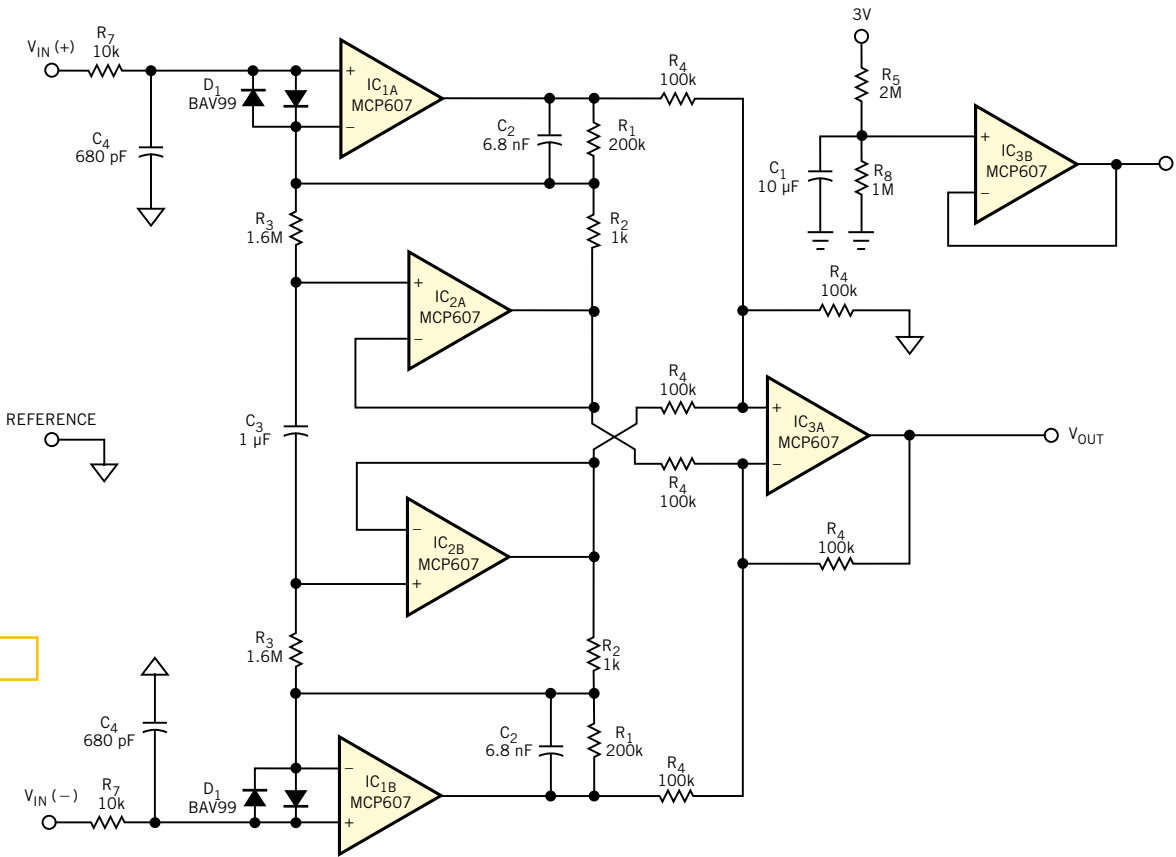 V_IN (+)
R7
10k
C4
680 pF
D1
BAV99
+
−
IC1A
MCP607
C2
6.8 nF
R1
200k
R4
100k
3V
R5
2M
C1
10 µF
R8
1M
+
−
IC3B
MCP607
R3
1.6M
R2
1k
+
−
IC2A
MCP607
R4
100k
REFERENCE
C3
1 µF
R4
100k
R4
100k
+
−
IC3A
MCP607
V_OUT
R4
100k
−
+
IC2B
MCP607
R3
1.6M
R2
1k
C4
680 pF
C2
6.8 nF
R1
200k
R4
100k
V_IN (−)
R7
10k
D1
BAV99
−
+
IC1B
MCP607